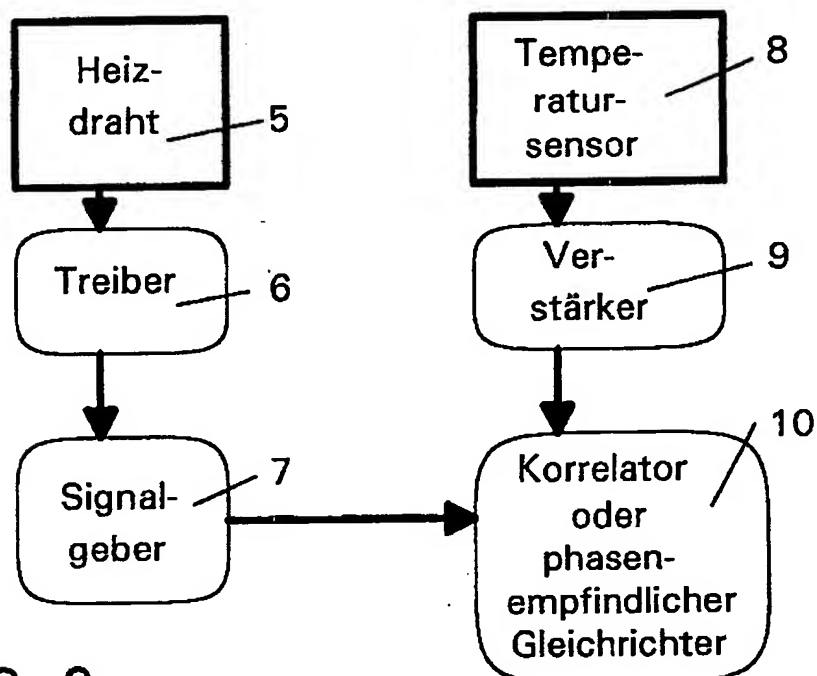 Heiz-
draht
5
Tempe-
ratur-
sensor
8
Treiber
6
Ver-
stärker
9
Signal-
geber
7
Korrelator
oder
phasen-
empfindlicher
Gleichrichter
10